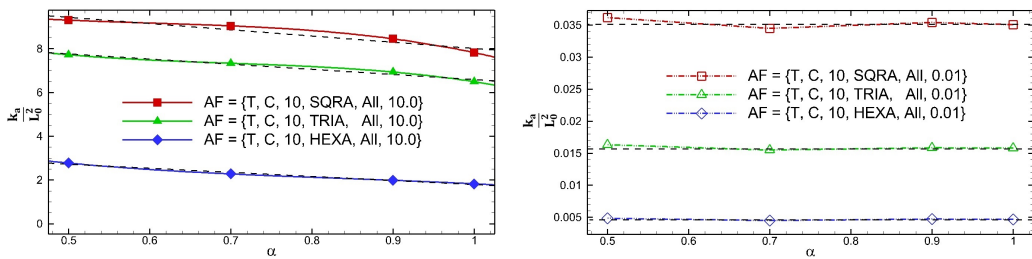 8
6
4
2
0
k_a/L_0^2
AF = {T, C, 10, SQRA, All, 10.0}
AF = {T, C, 10, TRIA, All, 10.0}
AF = {T, C, 10, HEXA, All, 10.0}
0.5 0.6 0.7 0.8 0.9 1
α
0.035
0.03
0.025
0.02
0.015
0.01
0.005
k_a/L_0^2
AF = {T, C, 10, SQRA, All, 0.01}
AF = {T, C, 10, TRIA, All, 0.01}
AF = {T, C, 10, HEXA, All, 0.01}
0.5 0.6 0.7 0.8 0.9 1
α